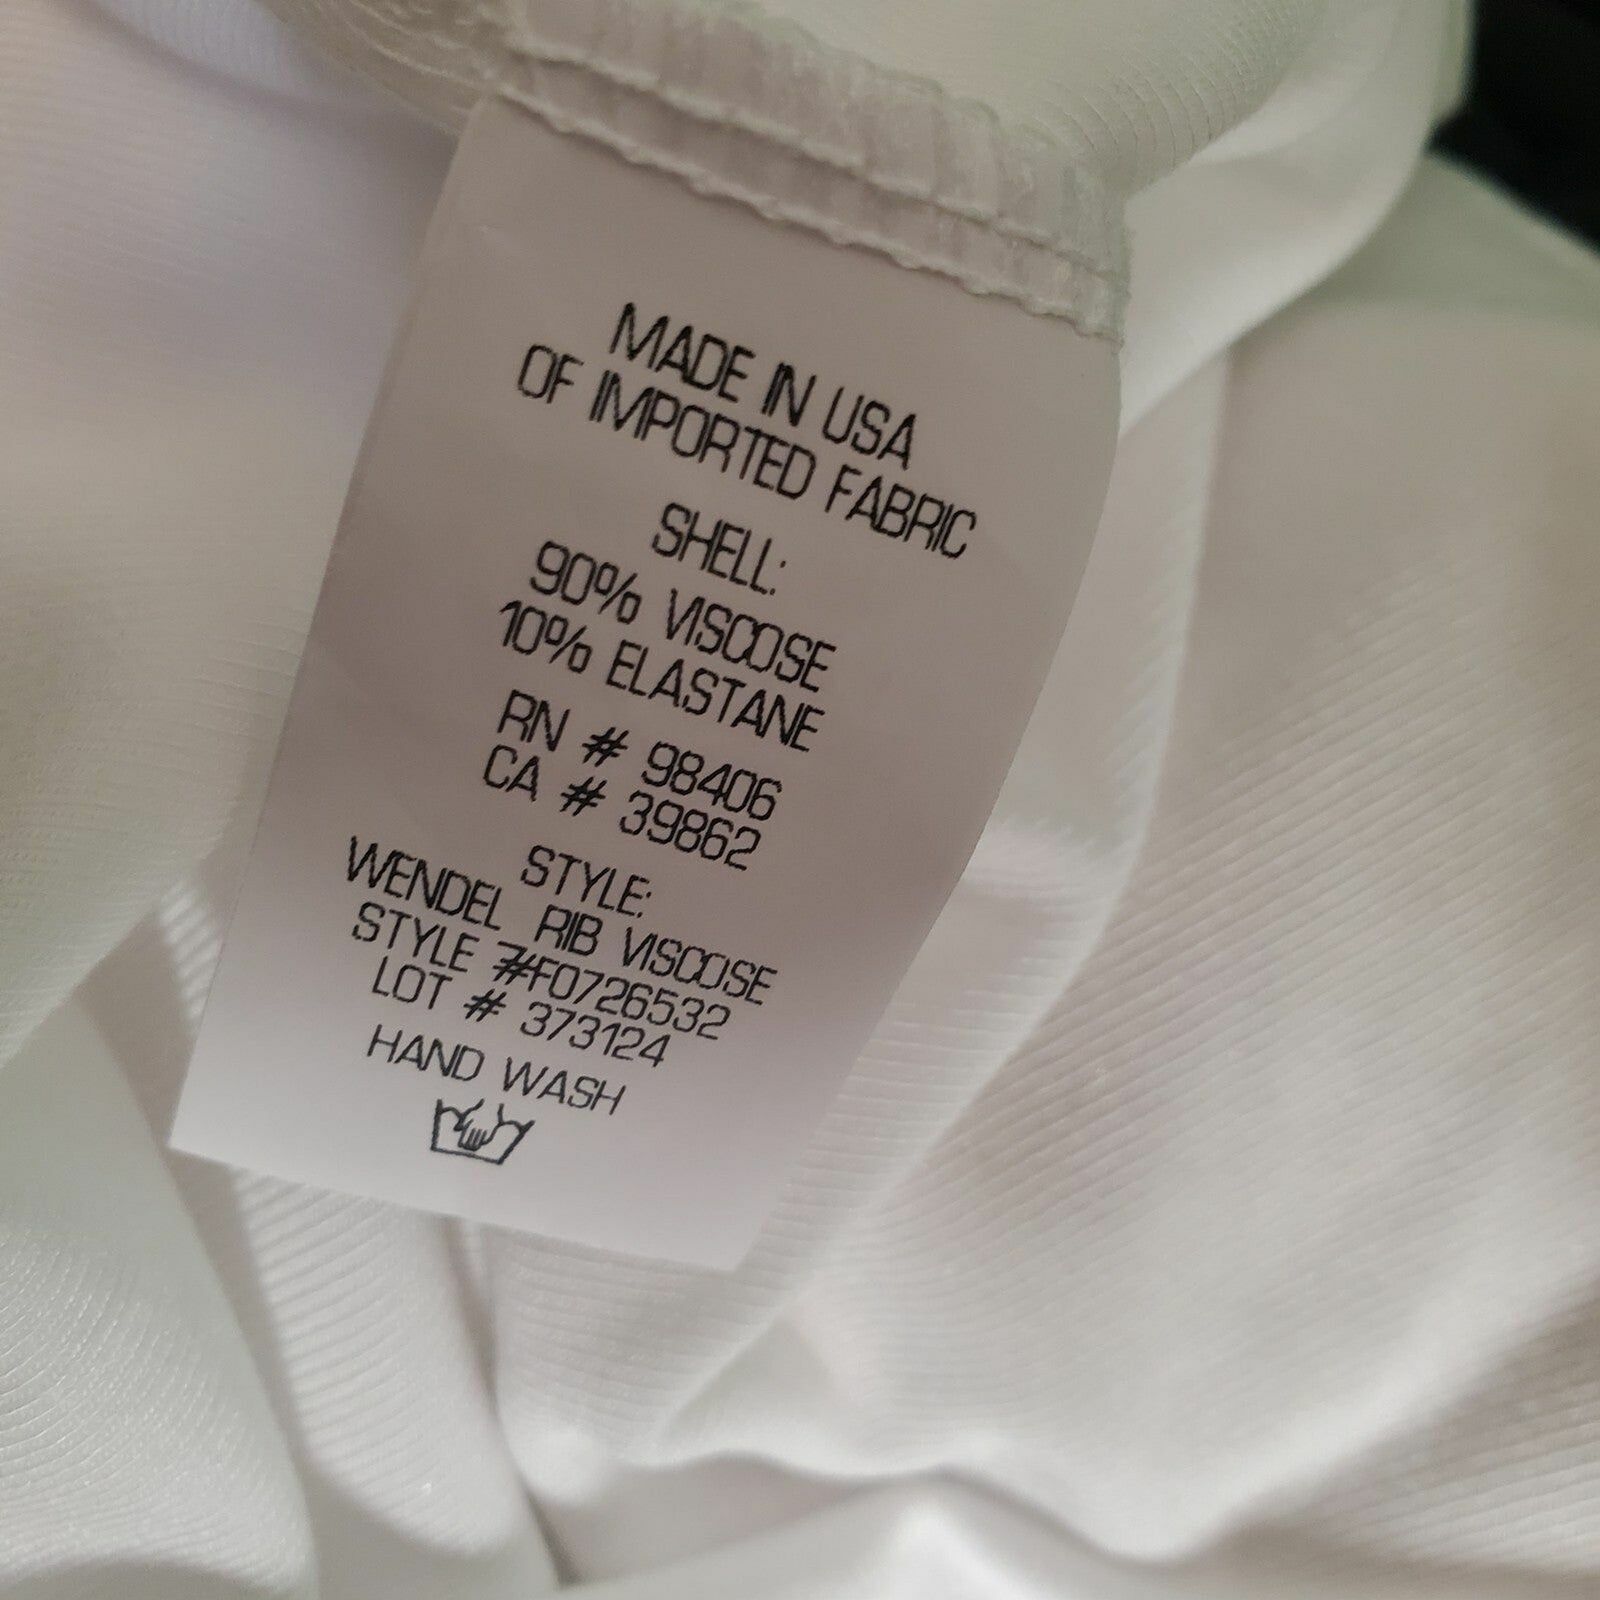 MADE IN USA
OF IMPORTED FABRIC
SHELL:
90% VISCOSE
10% ELASTANE
RN # 98406
CA # 39862
STYLE:
WENDEL RIB VISCOSE
STYLE #F0726532
LOT # 373124
HAND WASH